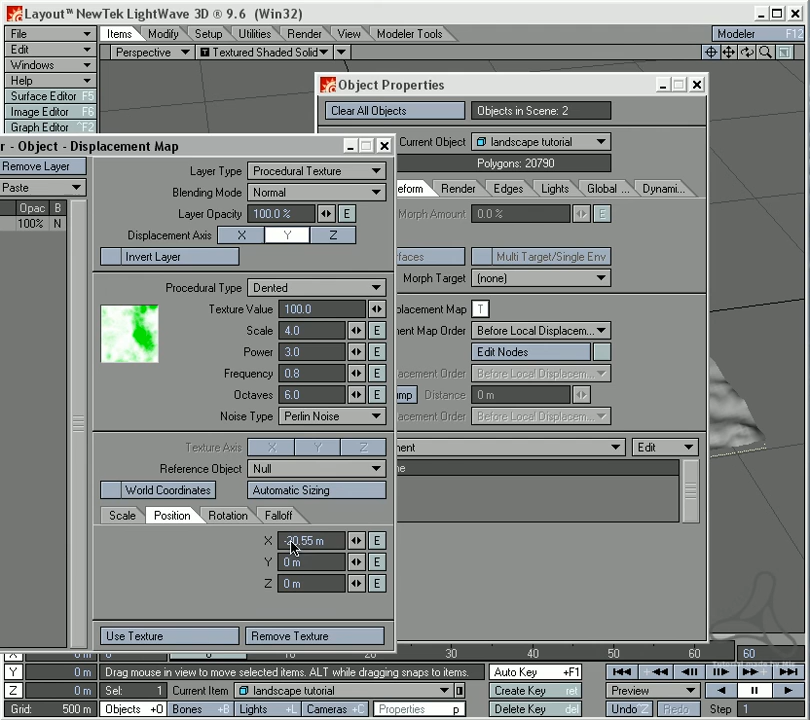 Layout™ NewTek LightWave 3D ® 9.6 (Win32)
File
Items Modify Setup Utilities Render View Modeler Tools
Modeler F12
Edit
Perspective
Textured Shaded Solid
Windows
Help
Surface Editor F5
Image Editor F6
Graph Editor ^F2
Object Properties
Clear All Objects
Objects in Scene: 2
Current Object
landscape tutorial
Polygons: 20790
eform Render Edges Lights Global ... Dynami...
Morph Amount 0.0 % E
faces
Multi Target/Single Env
Morph Target (none)
placement Map T
ent Map Order Before Local Displacem...
Edit Nodes
acement Order Before Local Displacem...
mp Distance 0 m
acement Order Before Local Displacem...
ment
Edit
r - Object - Displacement Map
Remove Layer
Paste
Opac B
100% N
Layer Type Procedural Texture
Blending Mode Normal
Layer Opacity 100.0 % E
Displacement Axis X Y Z
Invert Layer
Procedural Type Dented
Texture Value 100.0
Scale 4.0 E
Power 3.0 E
Frequency 0.8 E
Octaves 6.0 E
Noise Type Perlin Noise
Texture Axis X Y Z
Reference Object Null
World Coordinates
Automatic Sizing
Scale Position Rotation Falloff
X -20.55 m E
Y 0 m E
Z 0 m E
Use Texture
Remove Texture
30 40 50 60 60
X 0 m
Y 0 m Drag mouse in view to move selected items. ALT while dragging snaps to items.
Auto Key +F1
Z 0 m Sel: 1 Current Item landscape tutorial
Create Key ret
Preview
Grid: 500 m Objects +O Bones +B Lights +L Cameras +C Properties p
Delete Key del
Undo ^Z Redo Z Step 1